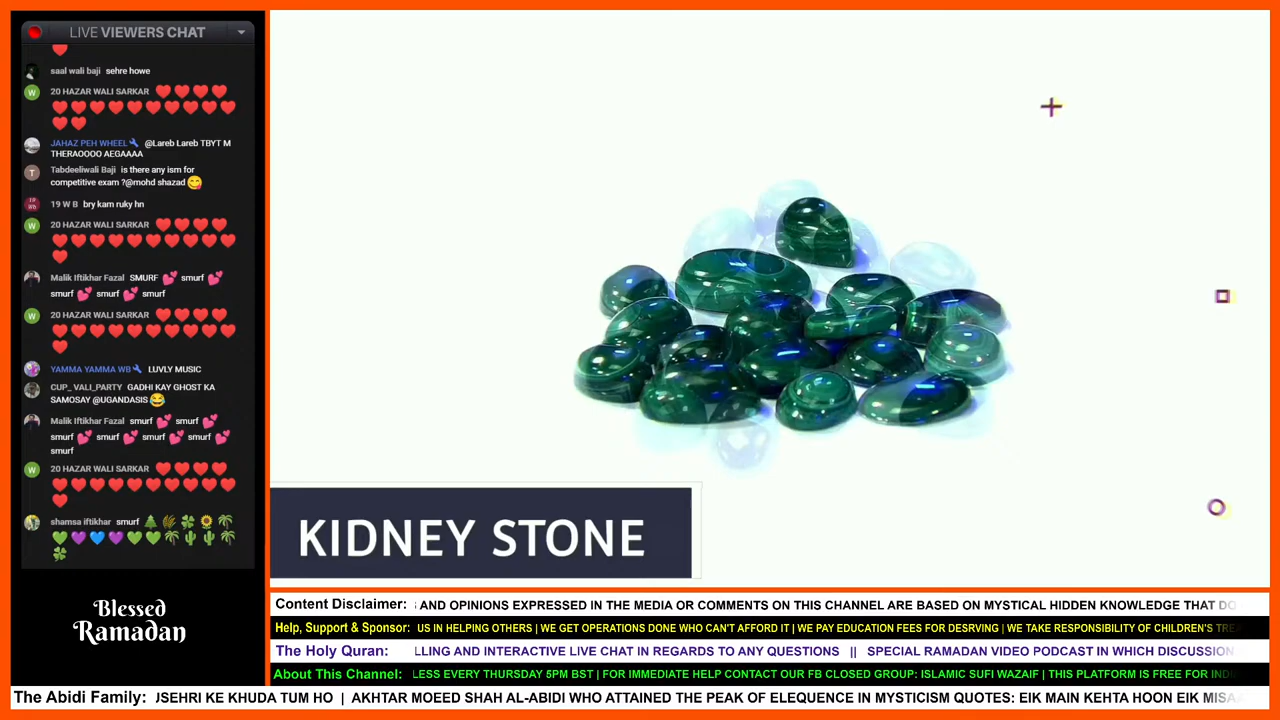 LIVE VIEWERS CHAT
saal wali baji sehre howe
20 HAZAR WALI SARKAR
JAHAZ PEH WHEEL @Lareb Lareb TBYT M
THERAOOOO AEGAAAA
Tabdeeliwali Baji is there any ism for
competitive exam ?@mohd shazad
19 W B bry kam ruky hn
20 HAZAR WALI SARKAR
Malik Iftikhar Fazal SMURF 💕 smurf 💕
smurf 💕 smurf 💕 smurf
20 HAZAR WALI SARKAR
YAMMA YAMMA WB LUVLY MUSIC
CUP_ VALI_PARTY GADHI KAY GHOST KA
SAMOSAY @UGANDASIS
Malik Iftikhar Fazal smurf 💕 smurf 💕
smurf 💕 smurf 💕 smurf 💕 smurf 💕
smurf
20 HAZAR WALI SARKAR
shamsa iftikhar smurf
Blessed
Ramadan
KIDNEY STONE
Content Disclaimer: AND OPINIONS EXPRESSED IN THE MEDIA OR COMMENTS ON THIS CHANNEL ARE BASED ON MYSTICAL HIDDEN KNOWLEDGE THAT DO
Help, Support & Sponsor: US IN HELPING OTHERS | WE GET OPERATIONS DONE WHO CAN'T AFFORD IT | WE PAY EDUCATION FEES FOR DESRVING | WE TAKE RESPONSIBILITY OF CHILDREN'S TREA
The Holy Quran: LLING AND INTERACTIVE LIVE CHAT IN REGARDS TO ANY QUESTIONS || SPECIAL RAMADAN VIDEO PODCAST IN WHICH DISCUSSION
About This Channel: LESS EVERY THURSDAY 5PM BST | FOR IMMEDIATE HELP CONTACT OUR FB CLOSED GROUP: ISLAMIC SUFI WAZAIF | THIS PLATFORM IS FREE FOR INDI
The Abidi Family: USEHRI KE KHUDA TUM HO | AKHTAR MOEED SHAH AL-ABIDI WHO ATTAINED THE PEAK OF ELEQUENCE IN MYSTICISM QUOTES: EIK MAIN KEHTA HOON EIK MISA